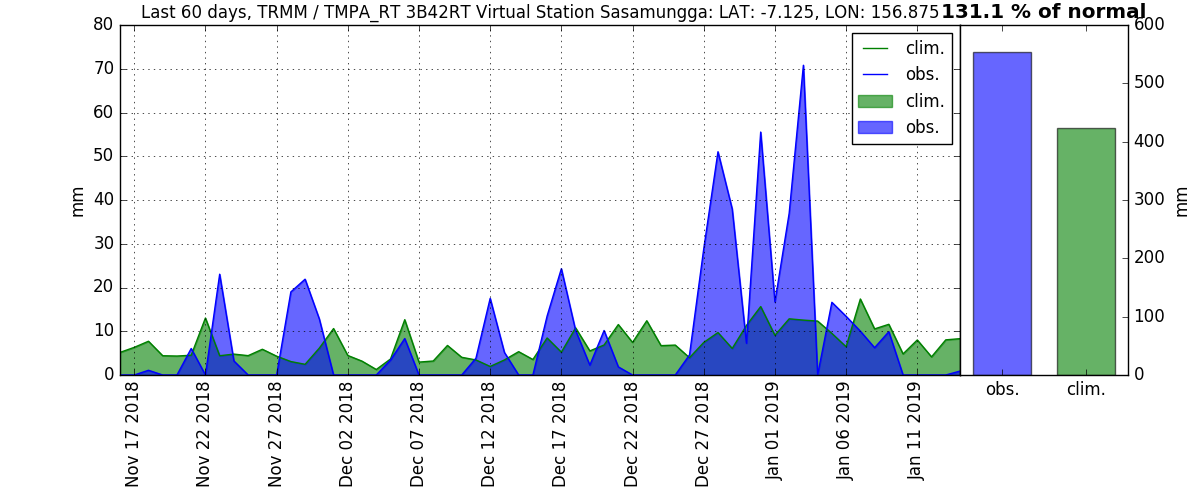 Last 60 days, TRMM / TMPA_RT 3B42RT Virtual Station Sasamungga: LAT: -7.125, LON: 156.875
131.1 % of normal
80
70
60
50
40
30
20
10
0
mm
clim.
obs.
clim.
obs.
Nov 17 2018
Nov 22 2018
Nov 27 2018
Dec 02 2018
Dec 07 2018
Dec 12 2018
Dec 17 2018
Dec 22 2018
Dec 27 2018
Jan 01 2019
Jan 06 2019
Jan 11 2019
600
500
400
300
200
100
0
mm
obs.
clim.